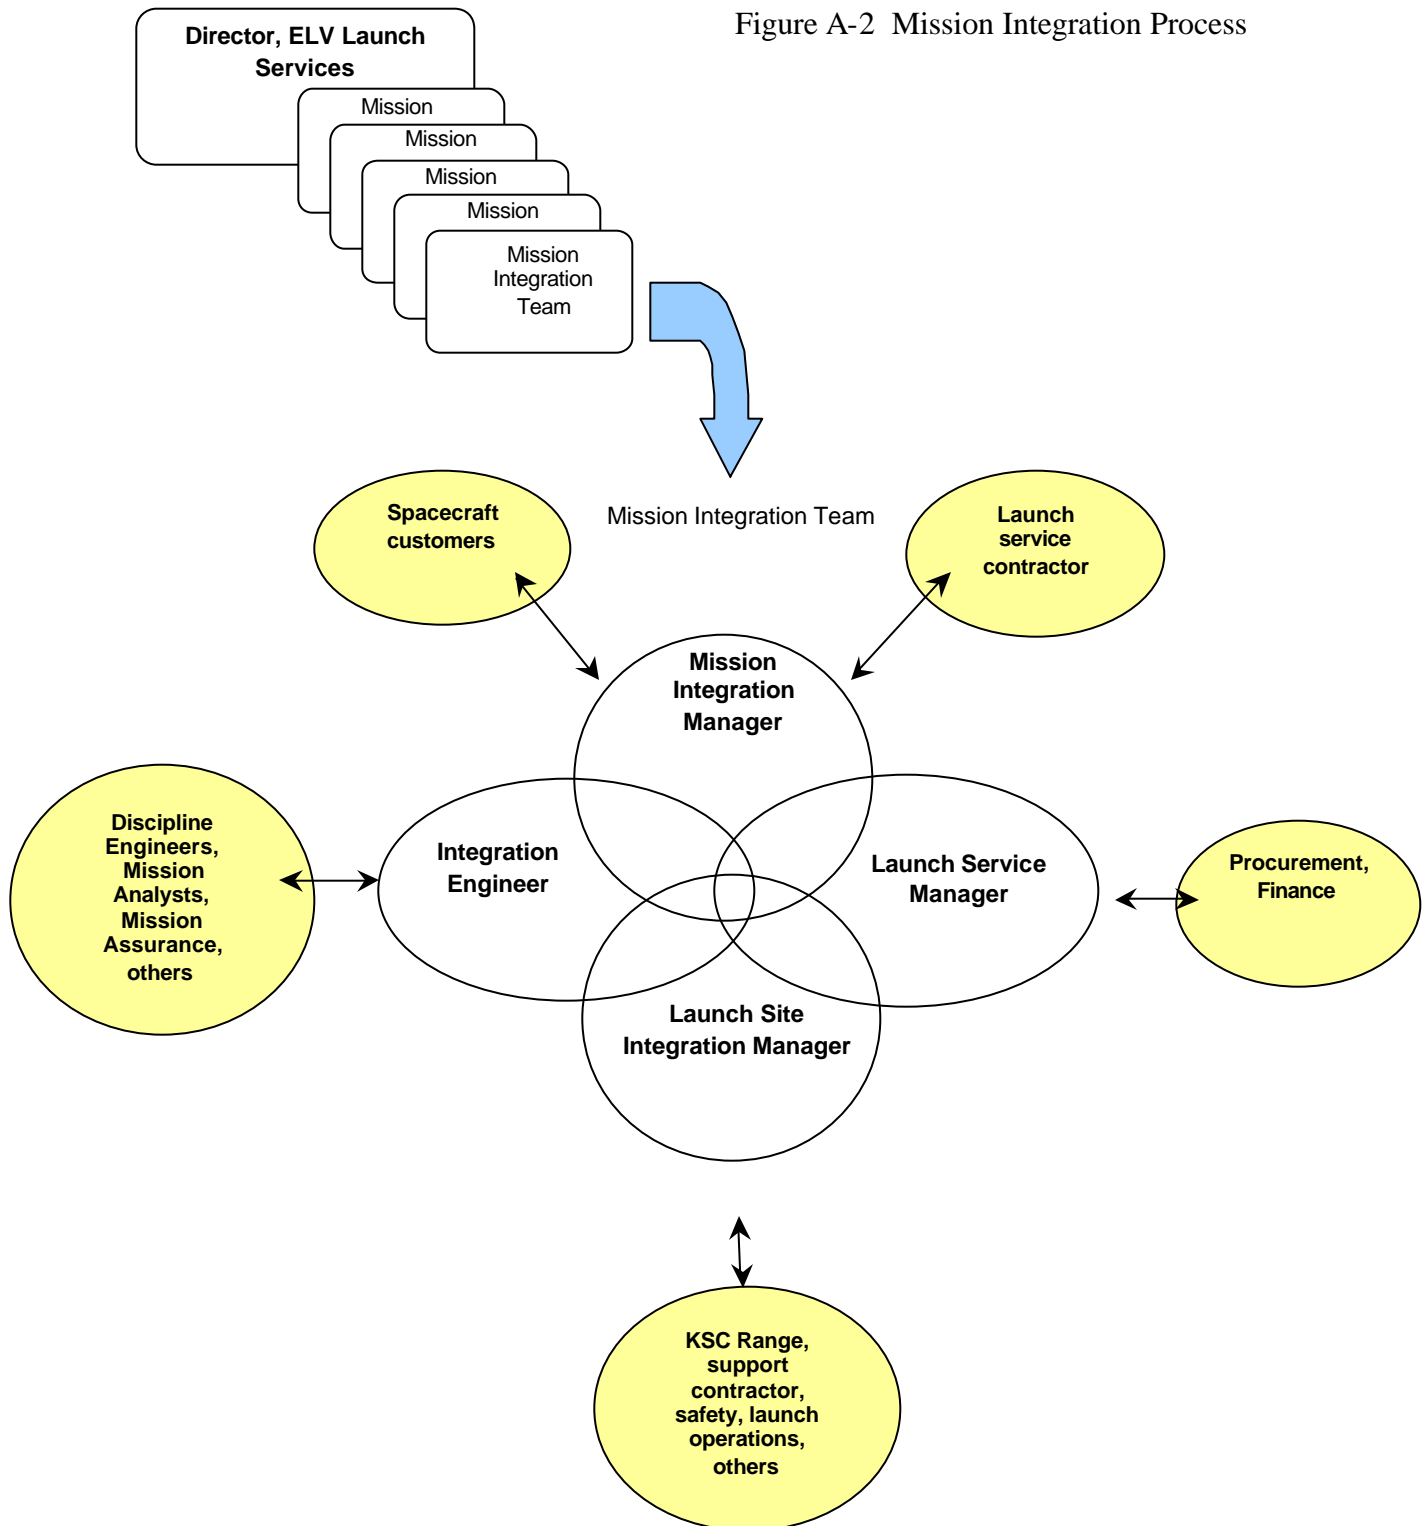 Figure A-2  Mission Integration Process
Director, ELV Launch
Services
Mission
Mission
Mission
Mission
Mission
Integration
Team
Mission Integration Team
Spacecraft
customers
Launch
service
contractor
Mission
Integration
Manager
Discipline
Engineers,
Mission
Analysts,
Mission
Assurance,
others
Integration
Engineer
Launch Service
Manager
Procurement,
Finance
Launch Site
Integration Manager
KSC Range,
support
contractor,
safety, launch
operations,
others